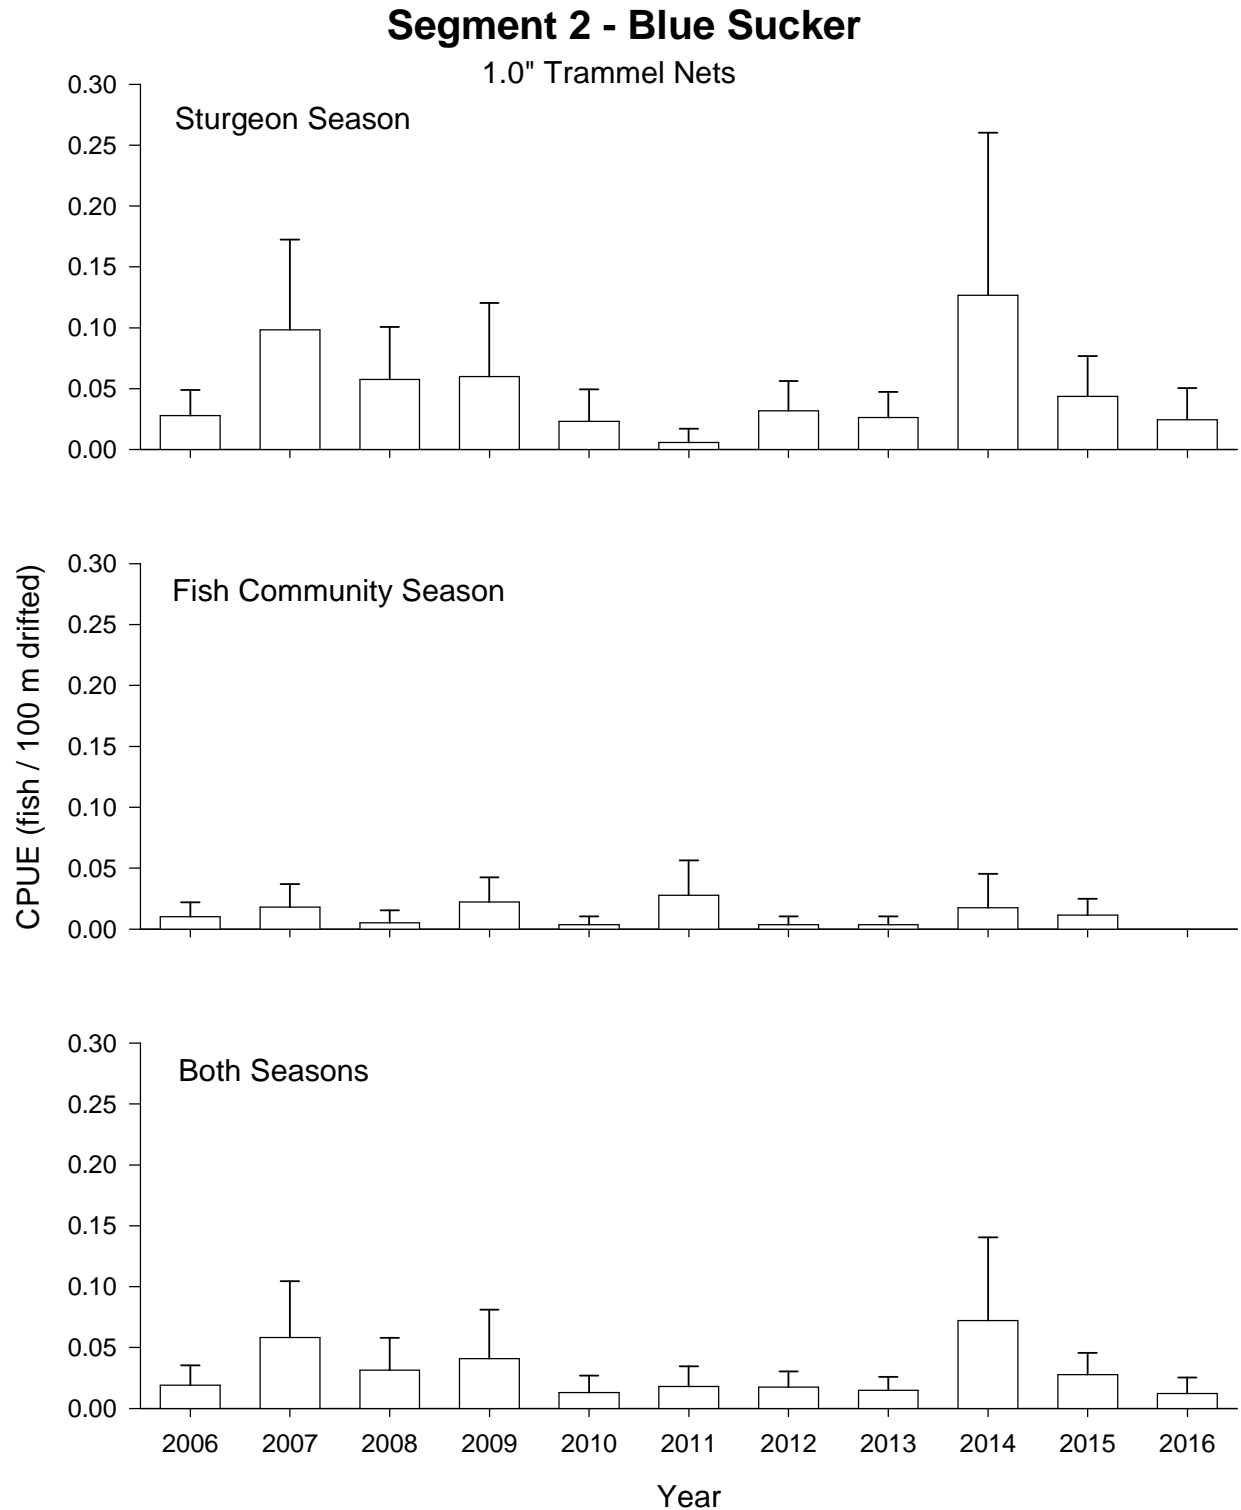 Segment 2 - Blue Sucker
1.0" Trammel Nets
Sturgeon Season
0.30
0.25
0.20
0.15
0.10
0.05
0.00
CPUE (fish / 100 m drifted)
Fish Community Season
0.30
0.25
0.20
0.15
0.10
0.05
0.00
Both Seasons
0.30
0.25
0.20
0.15
0.10
0.05
0.00
2006 2007 2008 2009 2010 2011 2012 2013 2014 2015 2016
Year